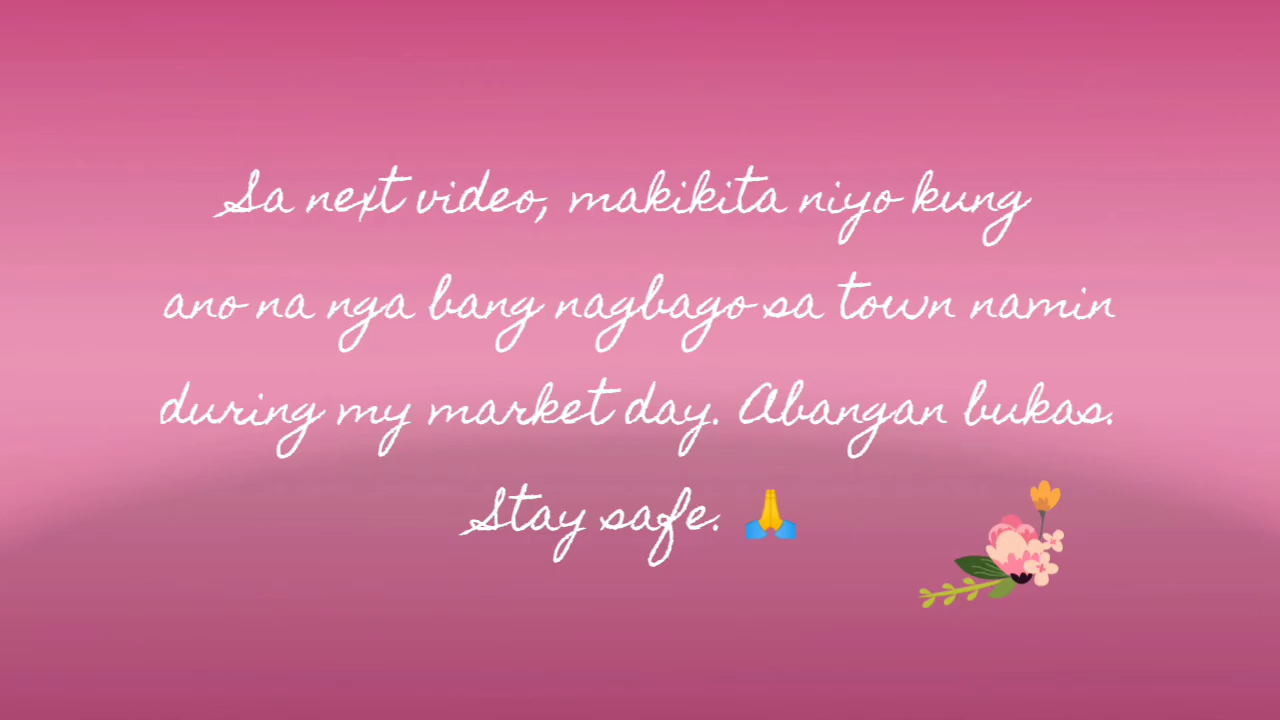 Sa next video, makikita niyo kung
ano na nga bang nagbago sa town namin
during my market day. Abangan bukas.
Stay safe. 🙏